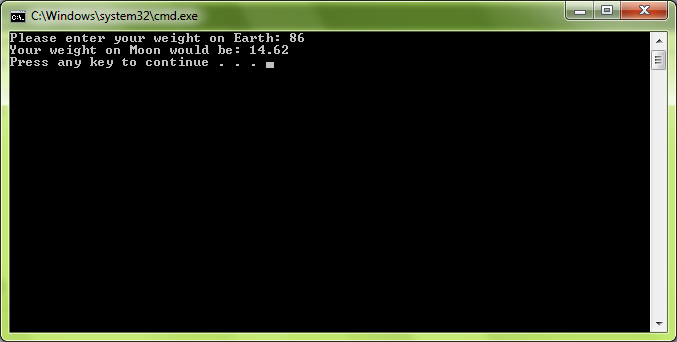 C:\Windows\system32\cmd.exe
Please enter your weight on Earth: 86
Your weight on Moon would be: 14.62
Press any key to continue . . .